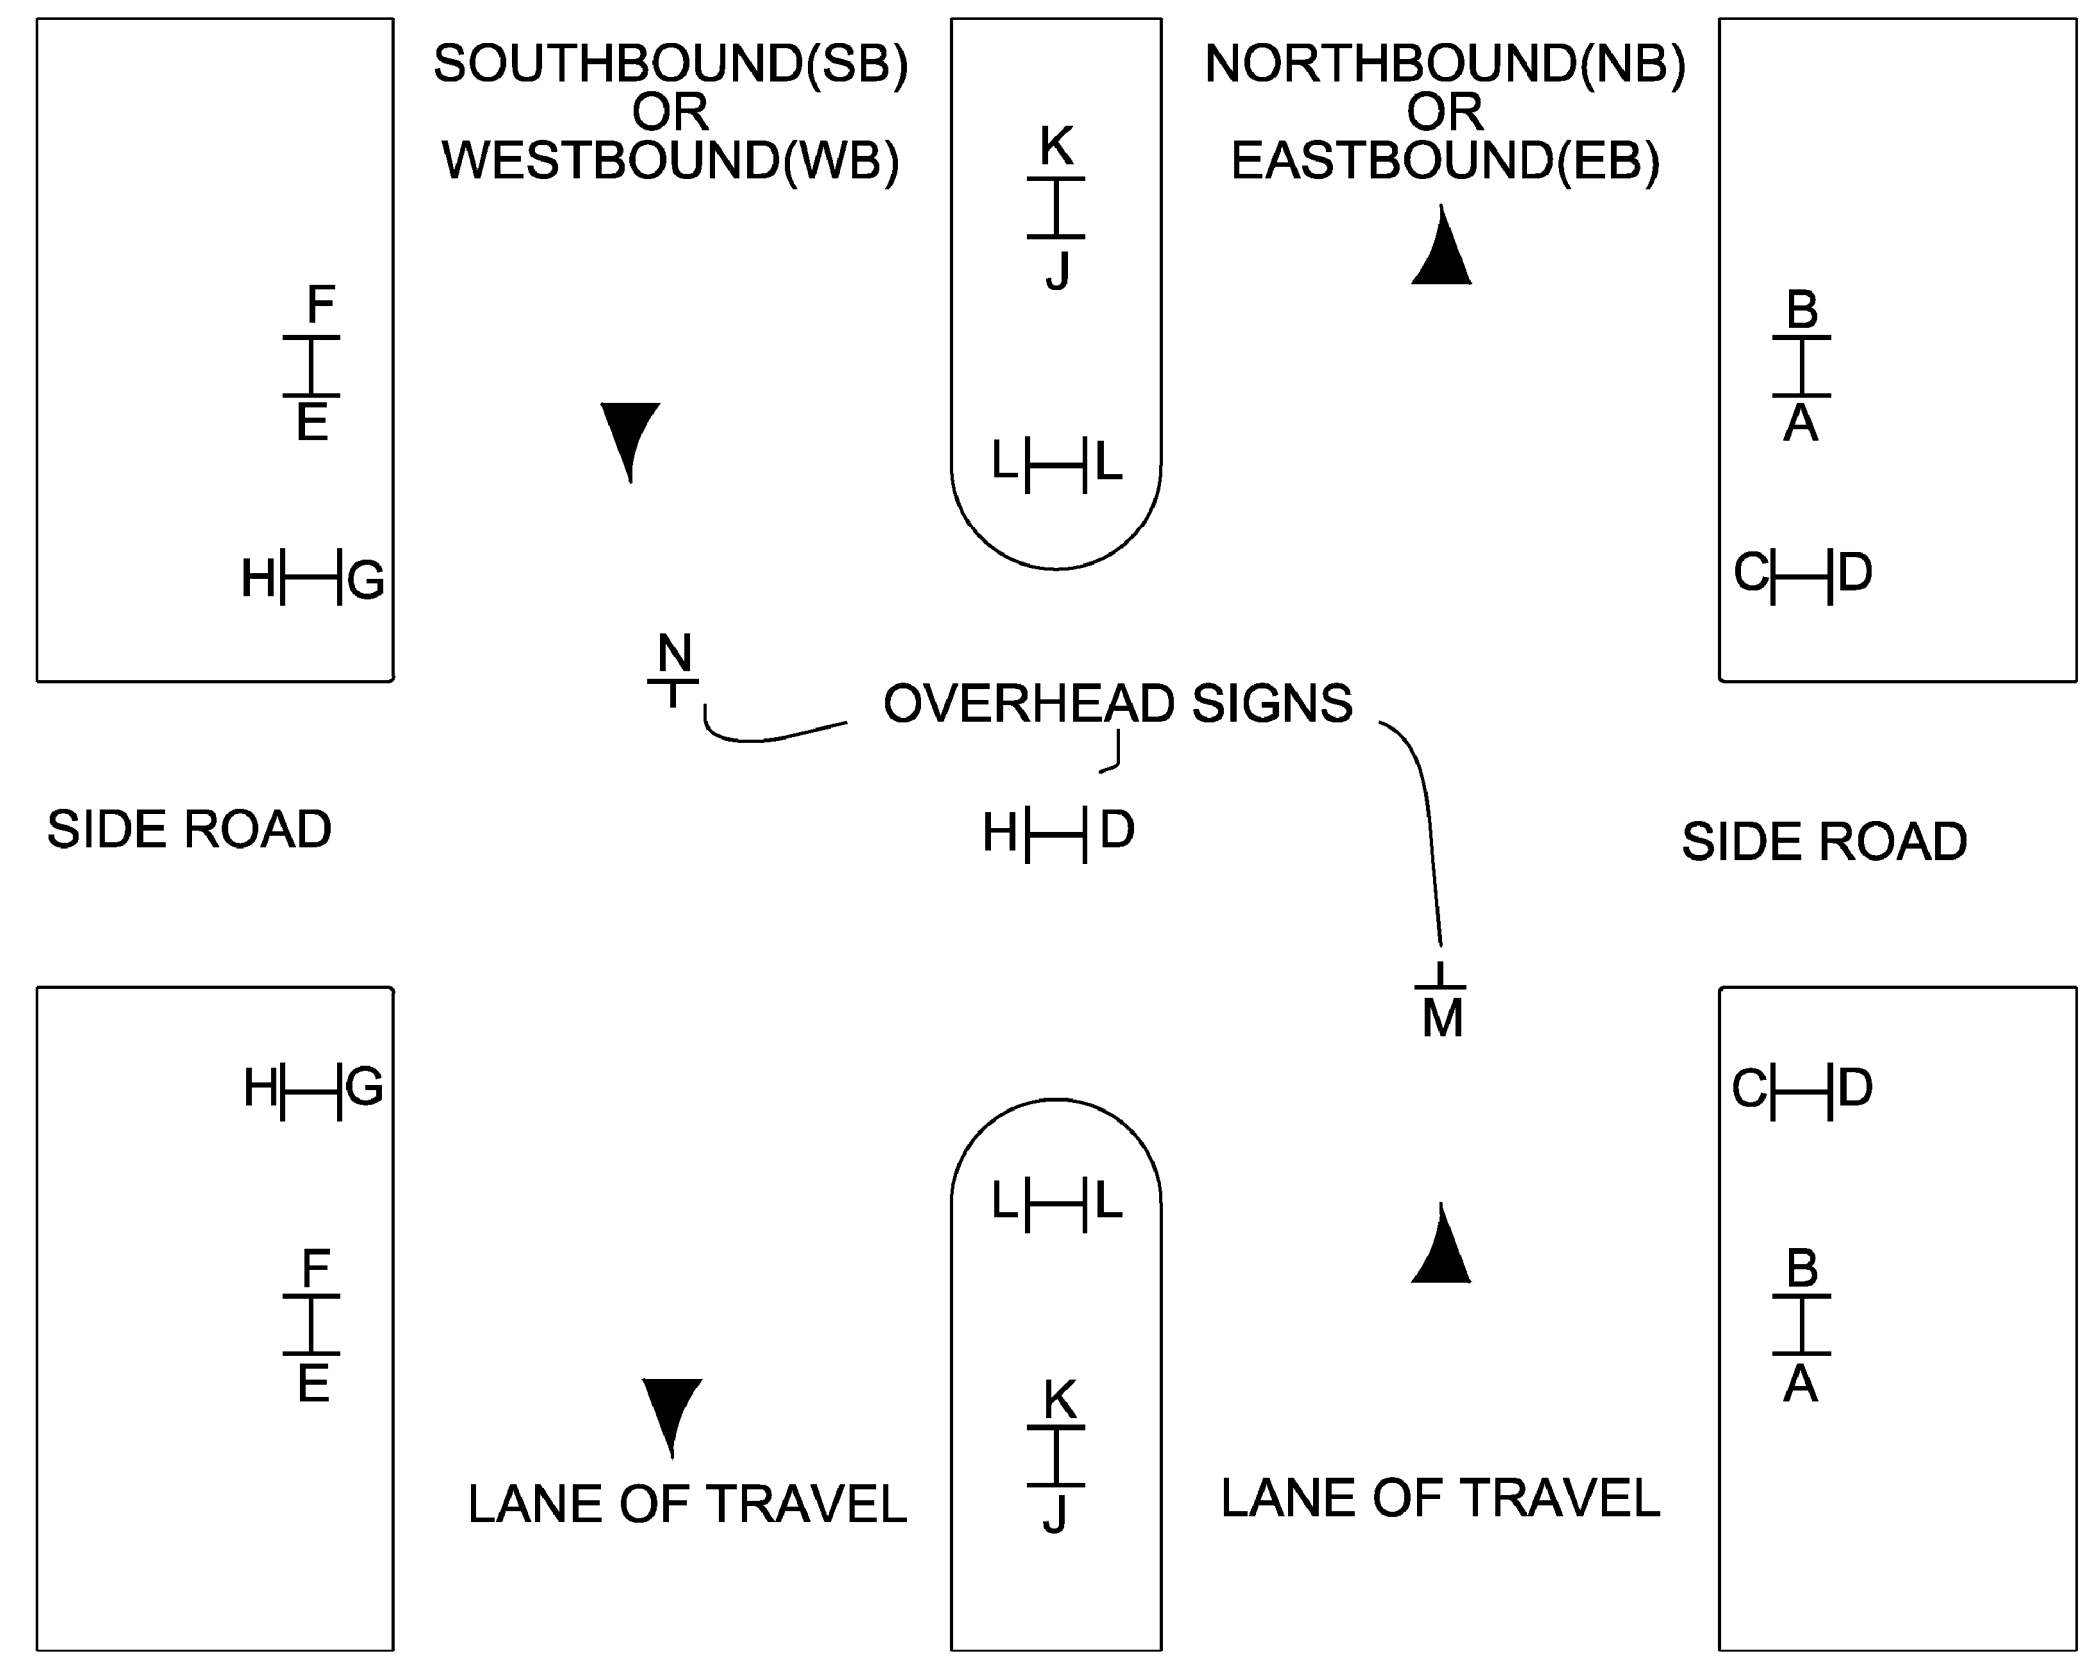 SOUTHBOUND(SB)
OR
WESTBOUND(WB)
NORTHBOUND(NB)
OR
EASTBOUND(EB)
K
J
F
E
B
A
L L
H G
C D
N
OVERHEAD SIGNS
H D
SIDE ROAD
SIDE ROAD
M
H G
C D
L L
F
E
B
A
K
J
LANE OF TRAVEL
LANE OF TRAVEL